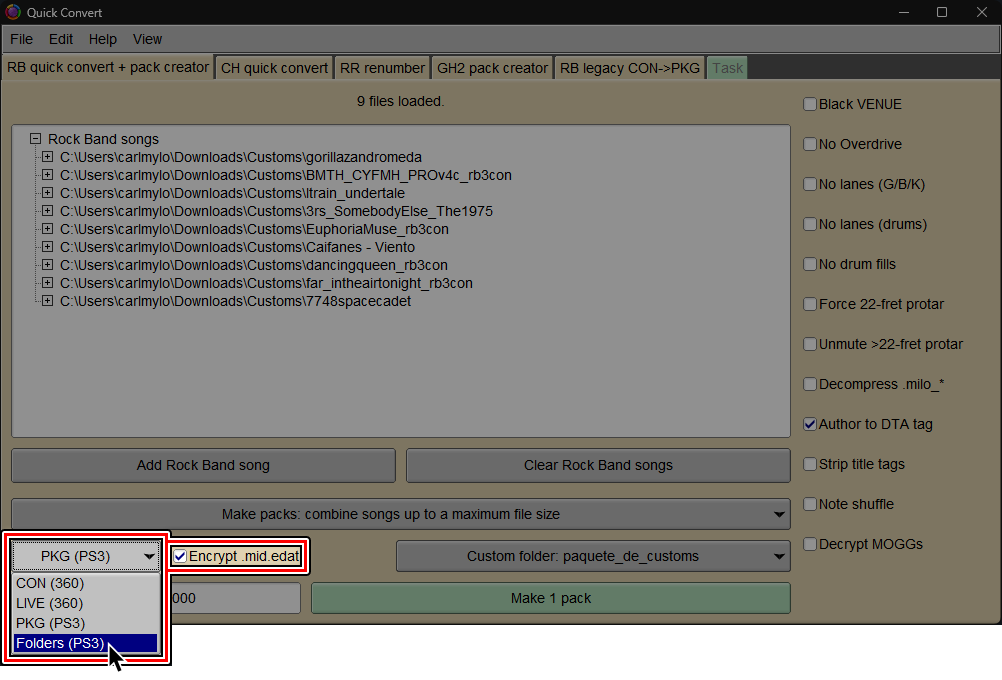 Quick Convert
File Edit Help View
RB quick convert + pack creator CH quick convert RR renumber GH2 pack creator RB legacy CON->PKG Task
9 files loaded.
Rock Band songs
C:\Users\carlmylo\Downloads\Customs\gorillazandromeda
C:\Users\carlmylo\Downloads\Customs\BMTH_CYFMH_PROv4c_rb3con
C:\Users\carlmylo\Downloads\Customs\ltrain_undertale
C:\Users\carlmylo\Downloads\Customs\3rs_SomebodyElse_The1975
C:\Users\carlmylo\Downloads\Customs\EuphoriaMuse_rb3con
C:\Users\carlmylo\Downloads\Customs\Caifanes - Viento
C:\Users\carlmylo\Downloads\Customs\dancingqueen_rb3con
C:\Users\carlmylo\Downloads\Customs\far_intheairtonight_rb3con
C:\Users\carlmylo\Downloads\Customs\7748spacecadet
Black VENUE
No Overdrive
No lanes (G/B/K)
No lanes (drums)
No drum fills
Force 22-fret protar
Unmute >22-fret protar
Decompress .milo_*
Author to DTA tag
Strip title tags
Note shuffle
Decrypt MOGGs
Add Rock Band song Clear Rock Band songs
Make packs: combine songs up to a maximum file size
PKG (PS3) Encrypt .mid.edat Custom folder: paquete_de_customs
CON (360)
LIVE (360)
PKG (PS3)
Folders (PS3)
000 Make 1 pack